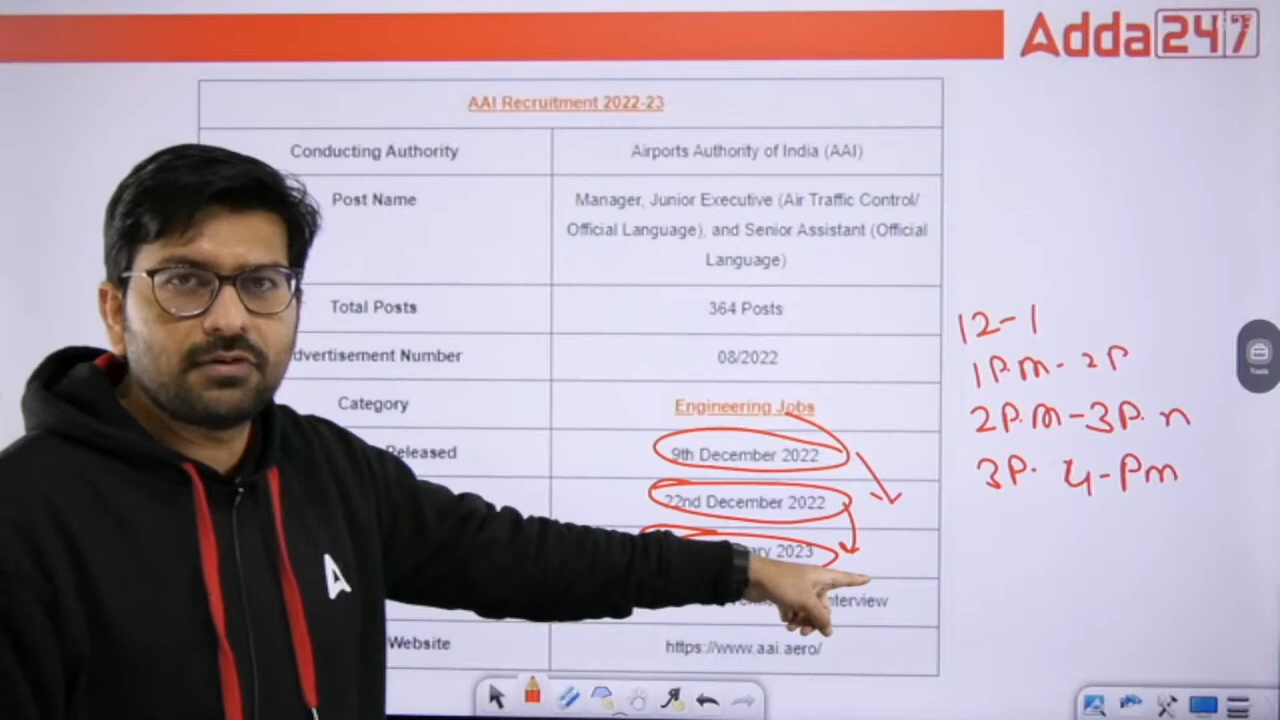 Adda247
AAI Recruitment 2022-23
Conducting Authority
Airports Authority of India (AAI)
Post Name
Manager, Junior Executive (Air Traffic Control/
Official Language), and Senior Assistant (Official
Language)
Total Posts
364 Posts
dvertisement Number
08/2022
Category
Engineering Jobs
Released
9th December 2022
22nd December 2022
ary 2023
nterview
Website
https://www.aai.aero/
12-1
1P.m-2P
2P.m-3P.n
3P. 4-Pm
Tools
A